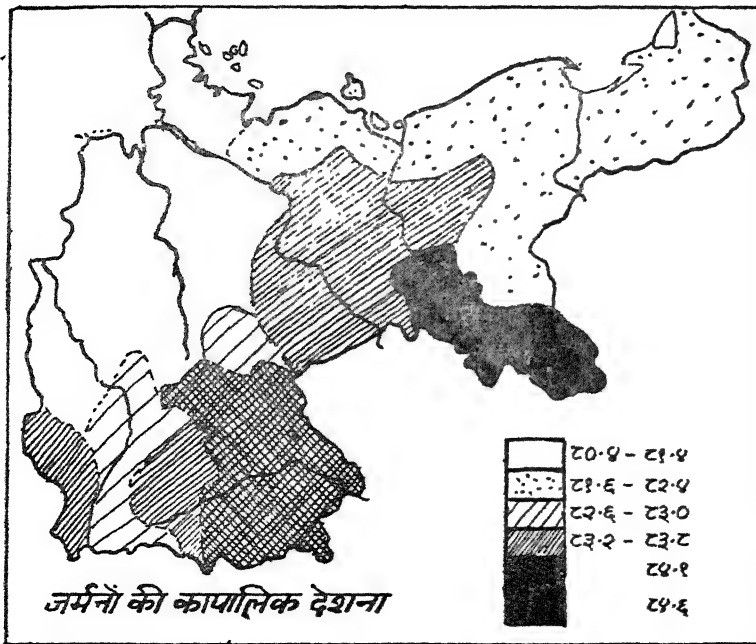 ८०·४ – ८१·४
८१·६ – ८२·४
८२·६ – ८३·०
८३·२ – ८३·८
८४·१
८४·६
जर्मनों की कापालिक देशना